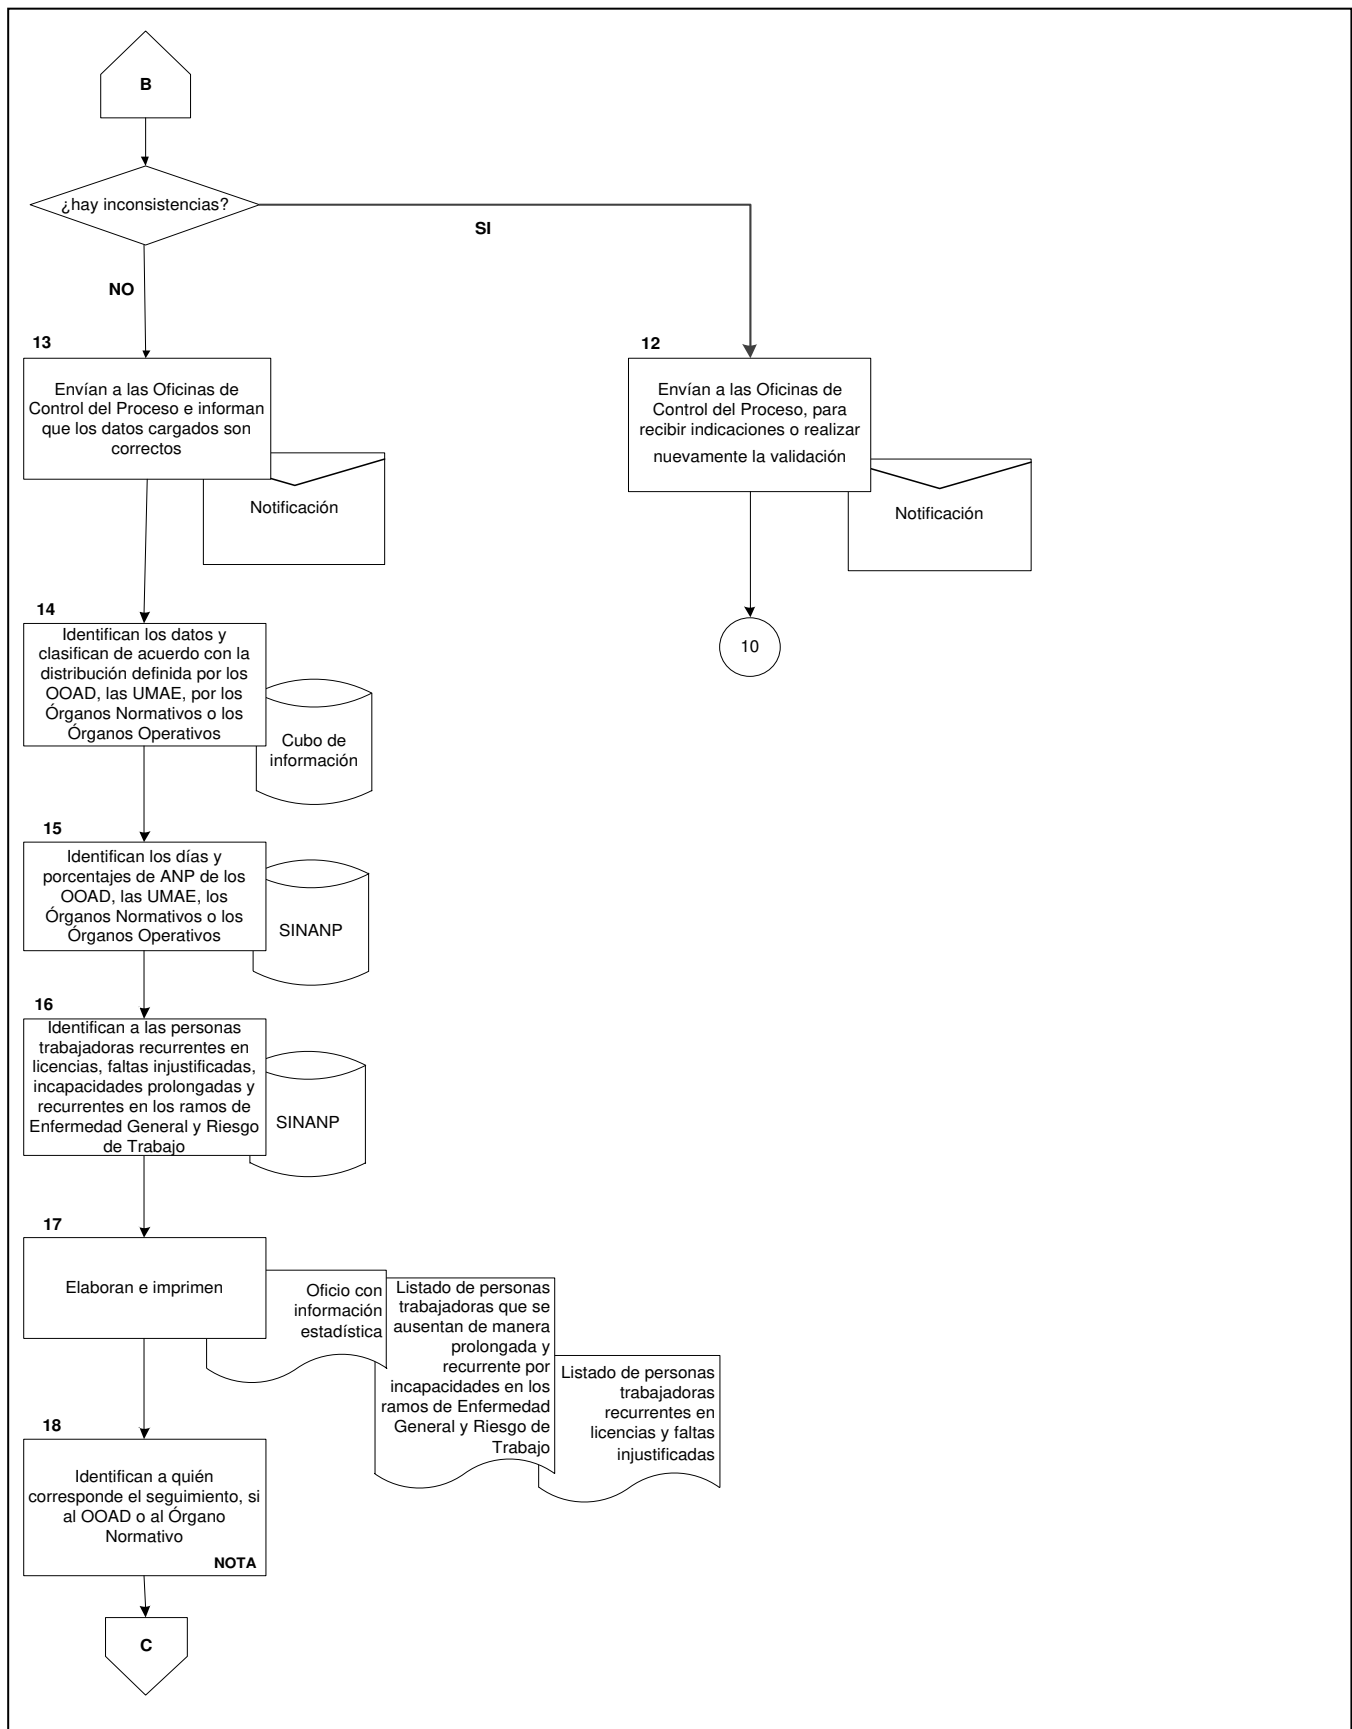 B
¿hay inconsistencias?
SI
NO
13
Envían a las Oficinas de
Control del Proceso e informan
que los datos cargados son
correctos
Notificación
12
Envían a las Oficinas de
Control del Proceso, para
recibir indicaciones o realizar
nuevamente la validación
Notificación
10
14
Identifican los datos y
clasifican de acuerdo con la
distribución definida por los
OOAD, las UMAE, por los
Órganos Normativos o los
Órganos Operativos
Cubo de
información
15
Identifican los días y
porcentajes de ANP de los
OOAD, las UMAE, los
Órganos Normativos o los
Órganos Operativos
SINANP
16
Identifican a las personas
trabajadoras recurrentes en
licencias, faltas injustificadas,
incapacidades prolongadas y
recurrentes en los ramos de
Enfermedad General y Riesgo
de Trabajo
SINANP
17
Elaboran e imprimen
Oficio con
información
estadística
Listado de personas
trabajadoras que se
ausentan de manera
prolongada y
recurrente por
incapacidades en los
ramos de Enfermedad
General y Riesgo de
Trabajo
Listado de personas
trabajadoras
recurrentes en
licencias y faltas
injustificadas
18
Identifican a quién
corresponde el seguimiento, si
al OOAD o al Órgano
Normativo
NOTA
C